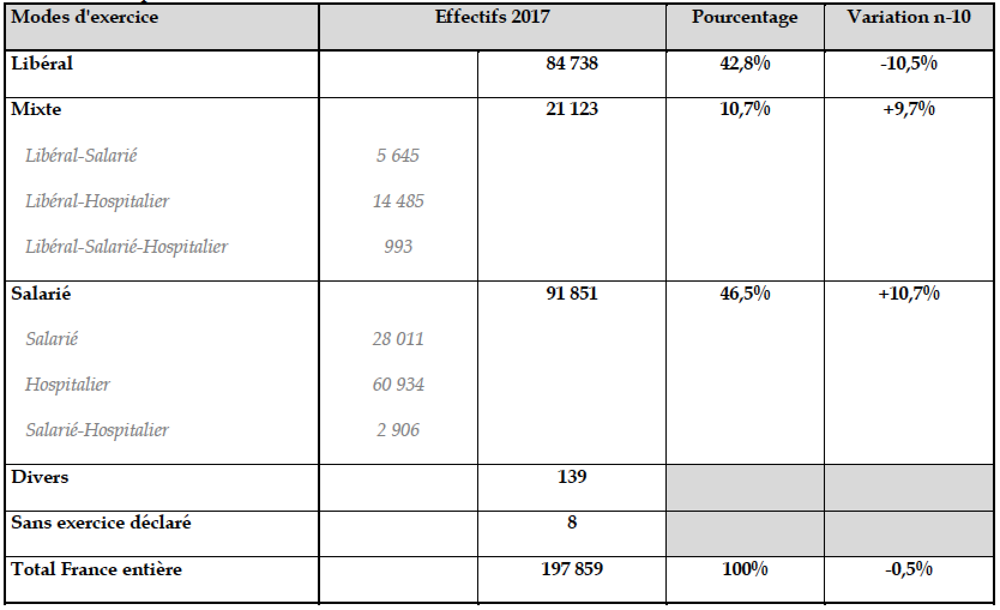 Modes d'exercice Effectifs 2017 Pourcentage Variation n-10
Libéral 84 738 42,8% -10,5%
Mixte 21 123 10,7% +9,7%
Libéral-Salarié 5 645
Libéral-Hospitalier 14 485
Libéral-Salarié-Hospitalier 993
Salarié 91 851 46,5% +10,7%
Salarié 28 011
Hospitalier 60 934
Salarié-Hospitalier 2 906
Divers 139
Sans exercice déclaré 8
Total France entière 197 859 100% -0,5%